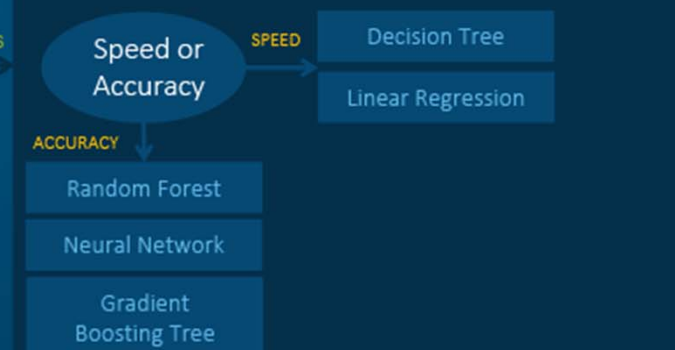 Speed or
Accuracy
SPEED
Decision Tree
Linear Regression
ACCURACY
Random Forest
Neural Network
Gradient
Boosting Tree